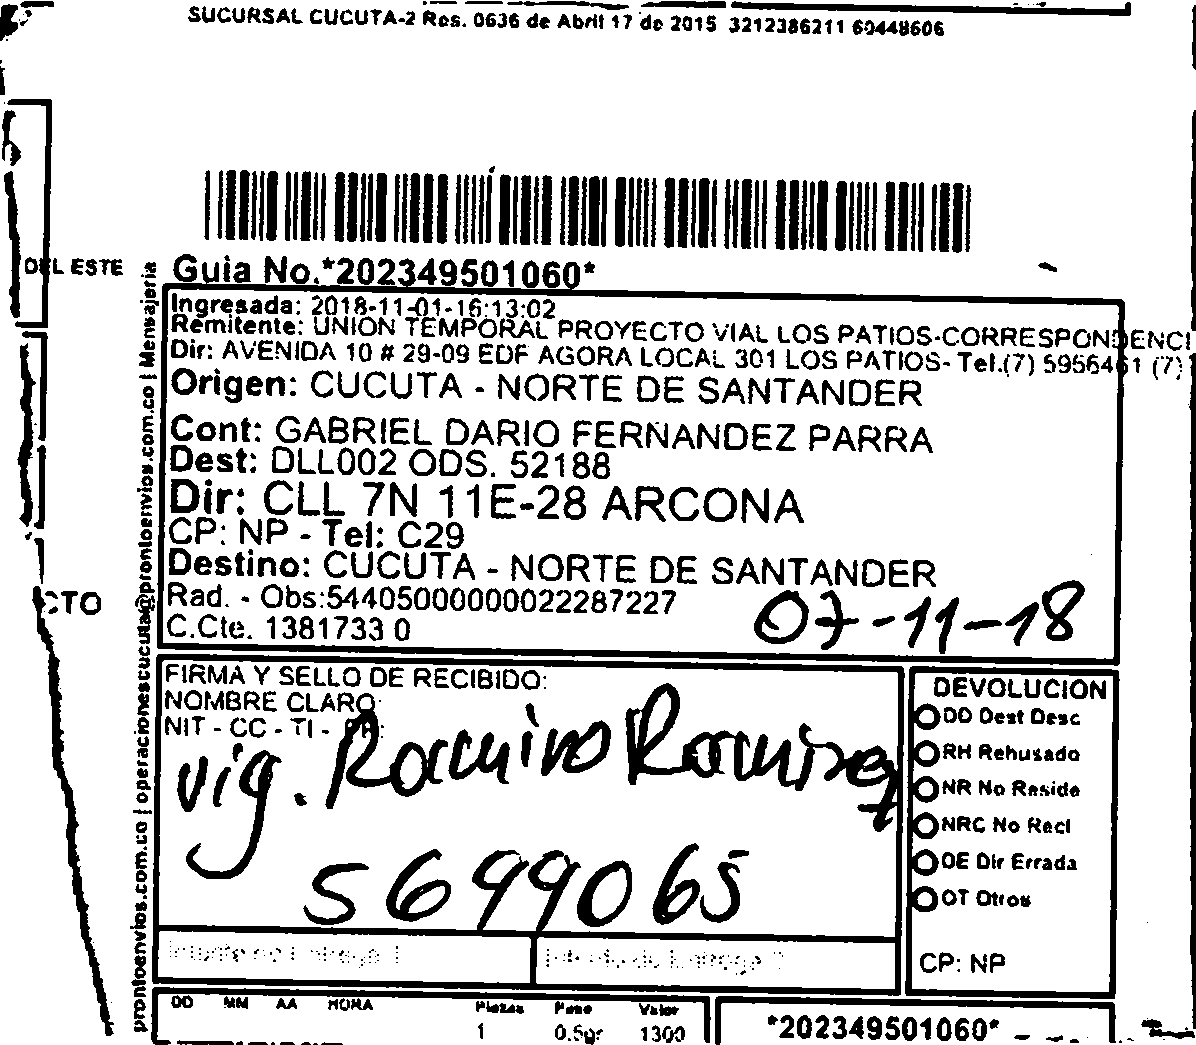 SUCURSAL CUCUTA-2 Res. 0636 de Abril 17 de 2015 3212386211 60448606
DEL ESTE
Guia No.*202349501060*
Ingresada: 2018-11-01-16:13:02
Remitente: UNION TEMPORAL PROYECTO VIAL LOS PATIOS-CORRESPONDENCI
Dir: AVENIDA 10 # 29-09 EDF AGORA LOCAL 301 LOS PATIOS- Tel.(7) 5956461 (7)
Origen: CUCUTA - NORTE DE SANTANDER
Cont: GABRIEL DARIO FERNANDEZ PARRA
Dest: DLL002 ODS. 52188
Dir: CLL 7N 11E-28 ARCONA
CP: NP - Tel: C29
Destino: CUCUTA - NORTE DE SANTANDER
CTO
Rad. - Obs:54405000000022287227
C.Cte. 1381733 0
07-11-18
prontoenvios.com.co | operacionescucuta@prontoenvios.com.co | Mensajeria
FIRMA Y SELLO DE RECIBIDO:
NOMBRE CLARO:
NIT - CC - TI -
vig. Ramiro Ramirez
5699065
DEVOLUCION
DD Dest Desc
RH Rehusado
NR No Reside
NRC No Recl
DE Dir Errada
OT Otros
CP: NP
DD MM AA HORA
Piezas Peso Valor
1 0.5gr 1300
*202349501060*